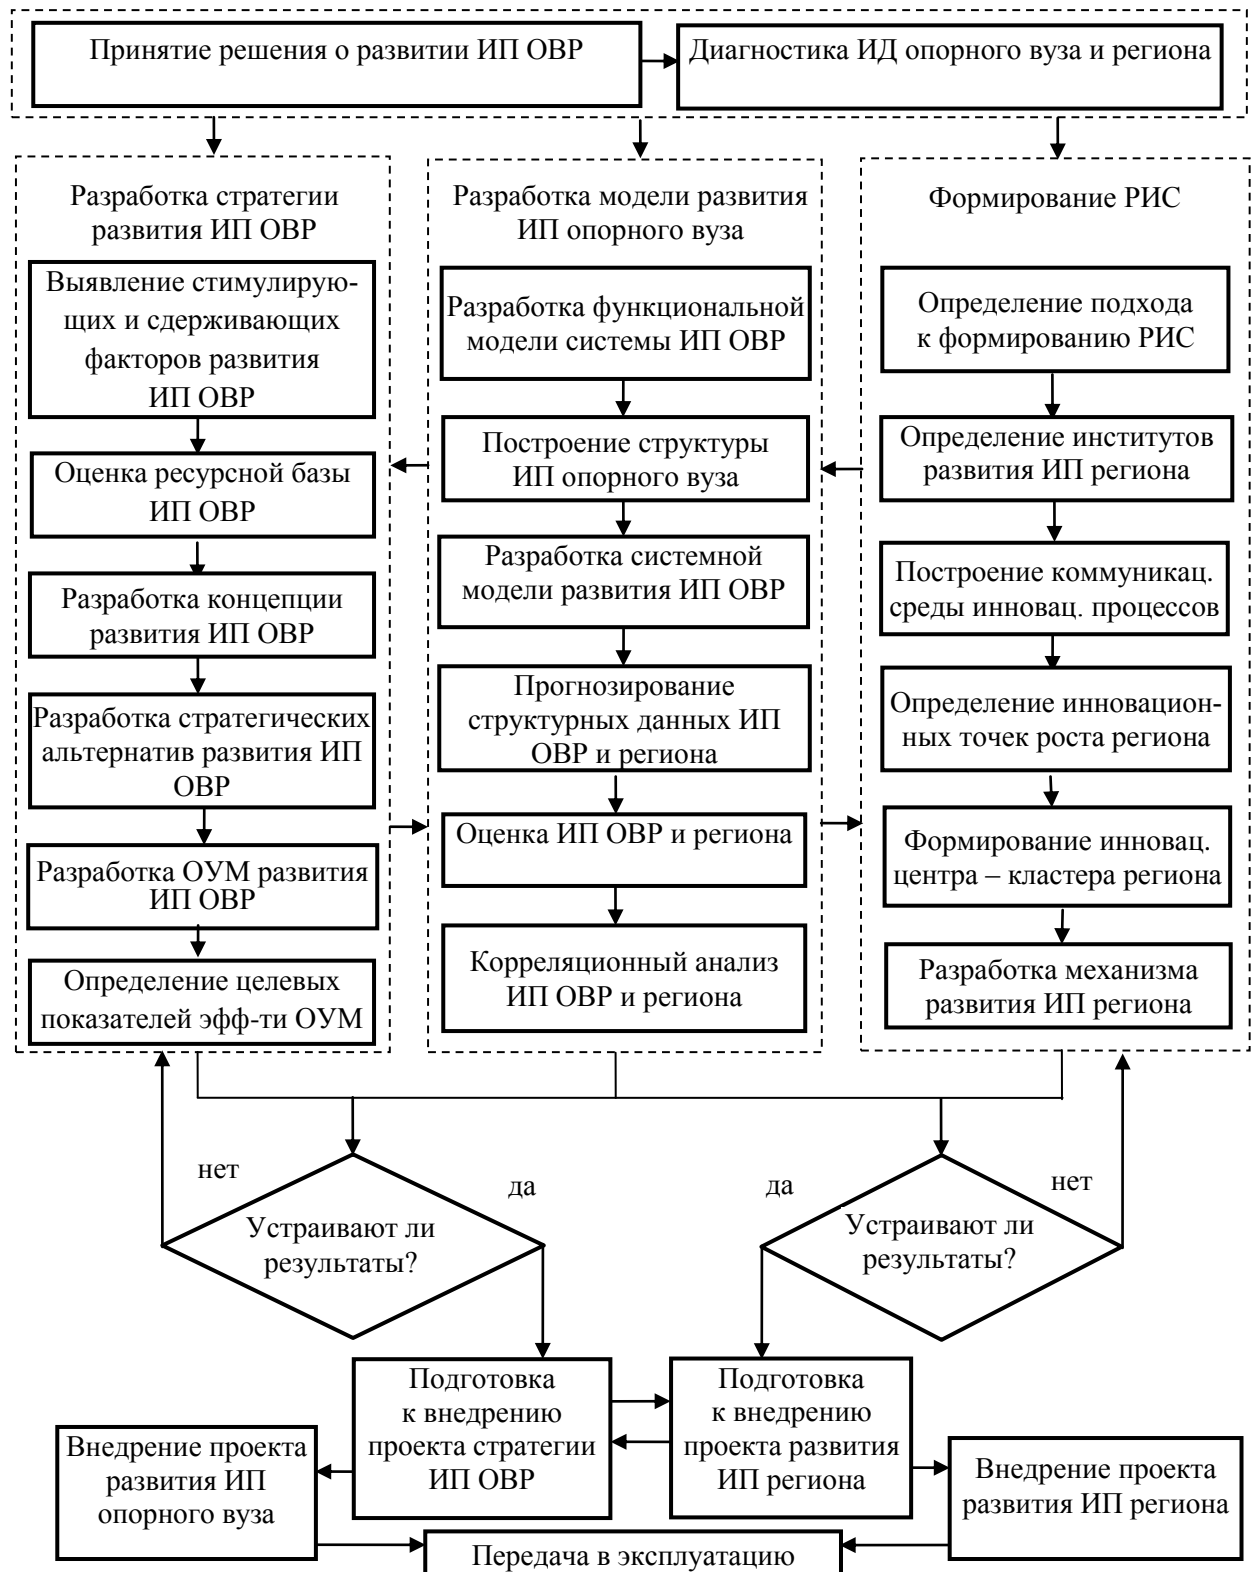 Принятие решения о развитии ИП ОВР
Диагностика ИД опорного вуза и региона
Разработка стратегии
развития ИП ОВР
Выявление стимулирую-
щих и сдерживающих
факторов развития
ИП ОВР
Оценка ресурсной базы
ИП ОВР
Разработка концепции
развития ИП ОВР
Разработка стратегических
альтернатив развития ИП
ОВР
Разработка ОУМ развития
ИП ОВР
Определение целевых
показателей эфф-ти ОУМ
Разработка модели развития
ИП опорного вуза
Разработка функциональной
модели системы ИП ОВР
Построение структуры
ИП опорного вуза
Разработка системной
модели развития ИП ОВР
Прогнозирование
структурных данных ИП
ОВР и региона
Оценка ИП ОВР и региона
Корреляционный анализ
ИП ОВР и региона
Формирование РИС
Определение подхода
к формированию РИС
Определение институтов
развития ИП региона
Построение коммуникац.
среды инновац. процессов
Определение инновацион-
ных точек роста региона
Формирование инновац.
центра – кластера региона
Разработка механизма
развития ИП региона
нет
да
Устраивают ли
результаты?
да
нет
Устраивают ли
результаты?
Подготовка
к внедрению
проекта стратегии
ИП ОВР
Подготовка
к внедрению
проекта развития
ИП региона
Внедрение проекта
развития ИП
опорного вуза
Внедрение проекта
развития ИП региона
Передача в эксплуатацию